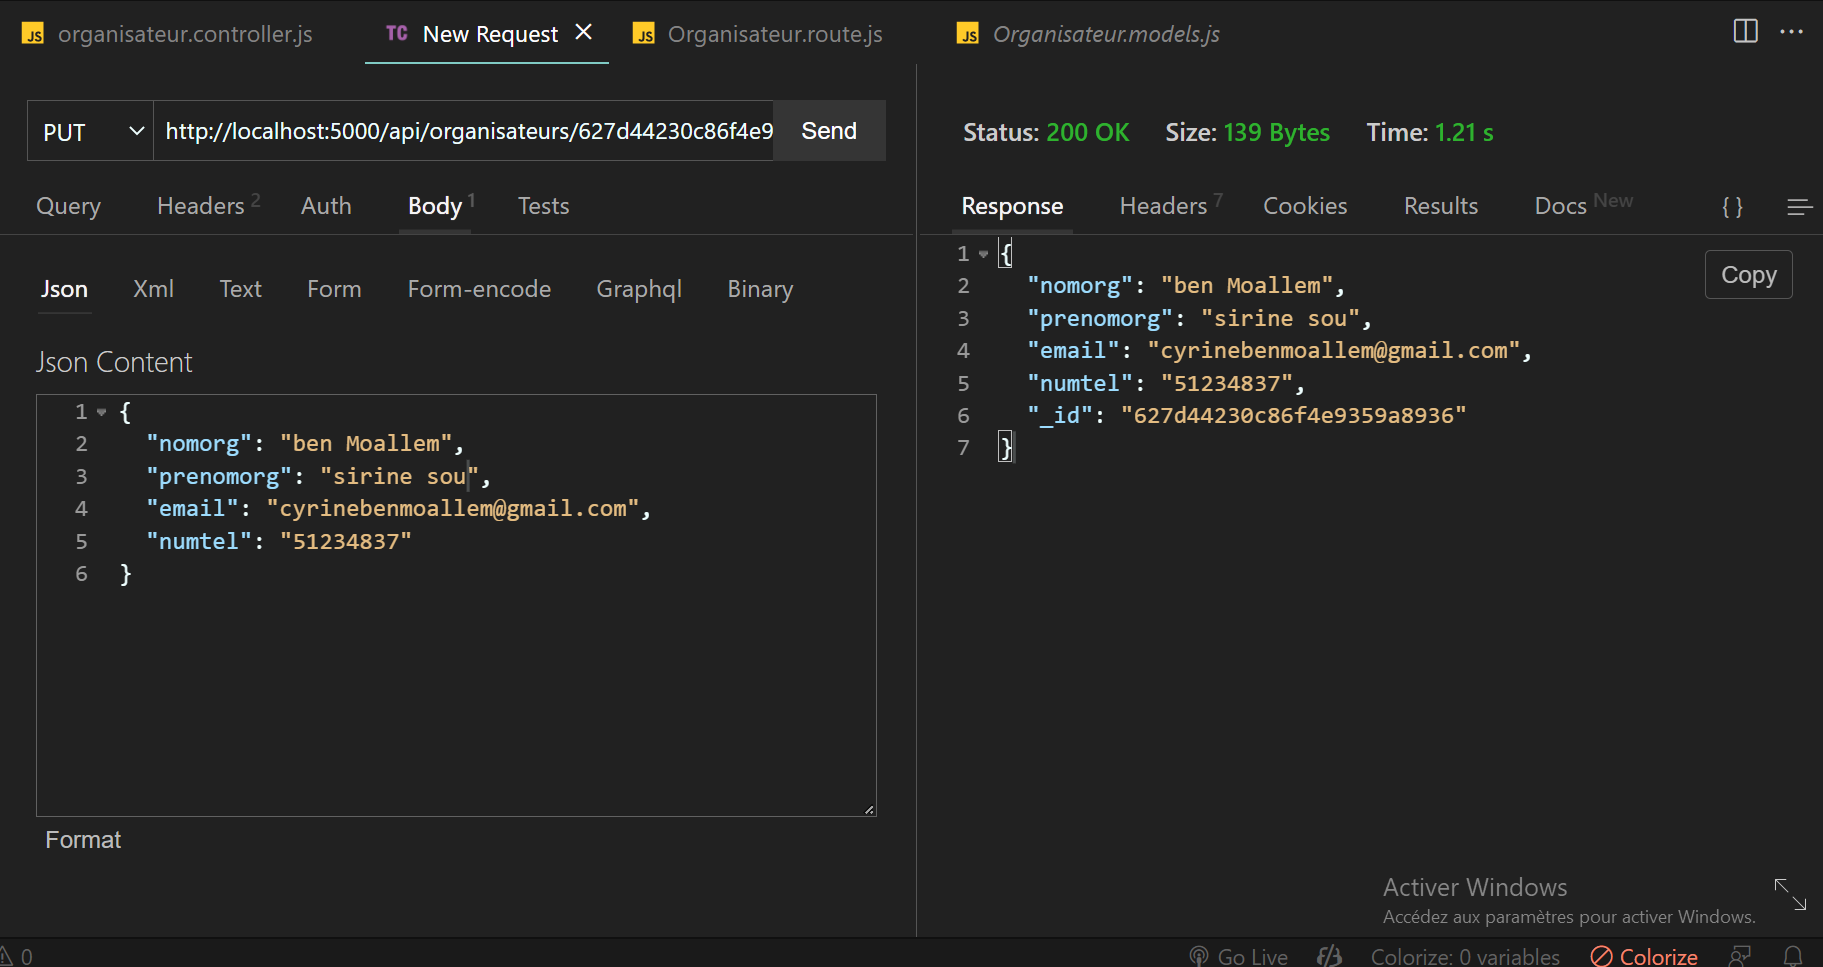 JS organisateur.controller.js TC New Request JS Organisateur.route.js JS Organisateur.models.js
PUT http://localhost:5000/api/organisateurs/627d44230c86f4e9 Send
Query Headers 2 Auth Body 1 Tests
Json Xml Text Form Form-encode Graphql Binary
Json Content
1 {
2 "nomorg": "ben Moallem",
3 "prenomorg": "sirine sou",
4 "email": "cyrinebenmoallem@gmail.com",
5 "numtel": "51234837"
6 }
Format
Status: 200 OK Size: 139 Bytes Time: 1.21 s
Response Headers 7 Cookies Results Docs New { }
Copy
1 {
2 "nomorg": "ben Moallem",
3 "prenomorg": "sirine sou",
4 "email": "cyrinebenmoallem@gmail.com",
5 "numtel": "51234837",
6 "_id": "627d44230c86f4e9359a8936"
7 }
Activer Windows
Accédez aux paramètres pour activer Windows.
0 Go Live Colorize: 0 variables Colorize